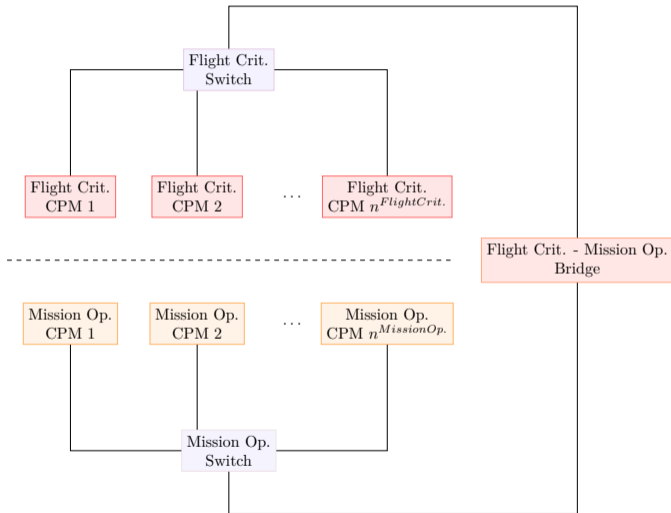 Flight Crit.
Switch
Flight Crit.
CPM 1
Flight Crit.
CPM 2
...
Flight Crit.
CPM n^{FlightCrit.}
Flight Crit. - Mission Op.
Bridge
Mission Op.
CPM 1
Mission Op.
CPM 2
...
Mission Op.
CPM n^{MissionOp.}
Mission Op.
Switch